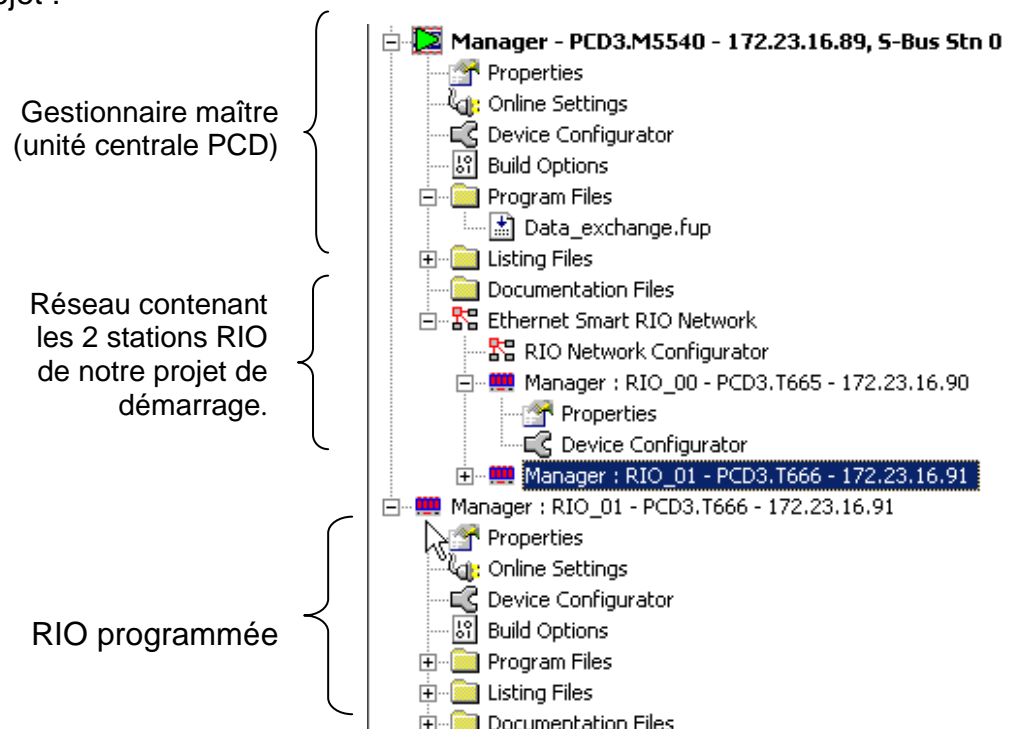 ojet :
Manager - PCD3.M5540 - 172.23.16.89, S-Bus Stn 0
Properties
Online Settings
Device Configurator
Build Options
Program Files
Data_exchange.fup
Listing Files
Documentation Files
Ethernet Smart RIO Network
RIO Network Configurator
Manager : RIO_00 - PCD3.T665 - 172.23.16.90
Properties
Device Configurator
Manager : RIO_01 - PCD3.T666 - 172.23.16.91
Manager : RIO_01 - PCD3.T666 - 172.23.16.91
Properties
Online Settings
Device Configurator
Build Options
Program Files
Listing Files
Documentation Files
Gestionnaire maître
(unité centrale PCD)
Réseau contenant
les 2 stations RIO
de notre projet de
démarrage.
RIO programmée